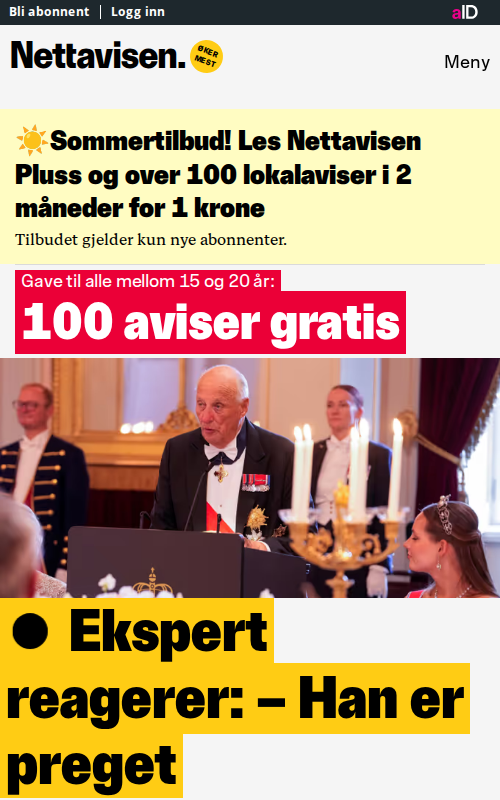 Bli abonnent | Logg inn
aID
Nettavisen.
ØKER
MEST
Meny
☀️Sommertilbud! Les Nettavisen
Pluss og over 100 lokalaviser i 2
måneder for 1 krone
Tilbudet gjelder kun nye abonnenter.
Gave til alle mellom 15 og 20 år:
100 aviser gratis
● Ekspert
reagerer: – Han er
preget